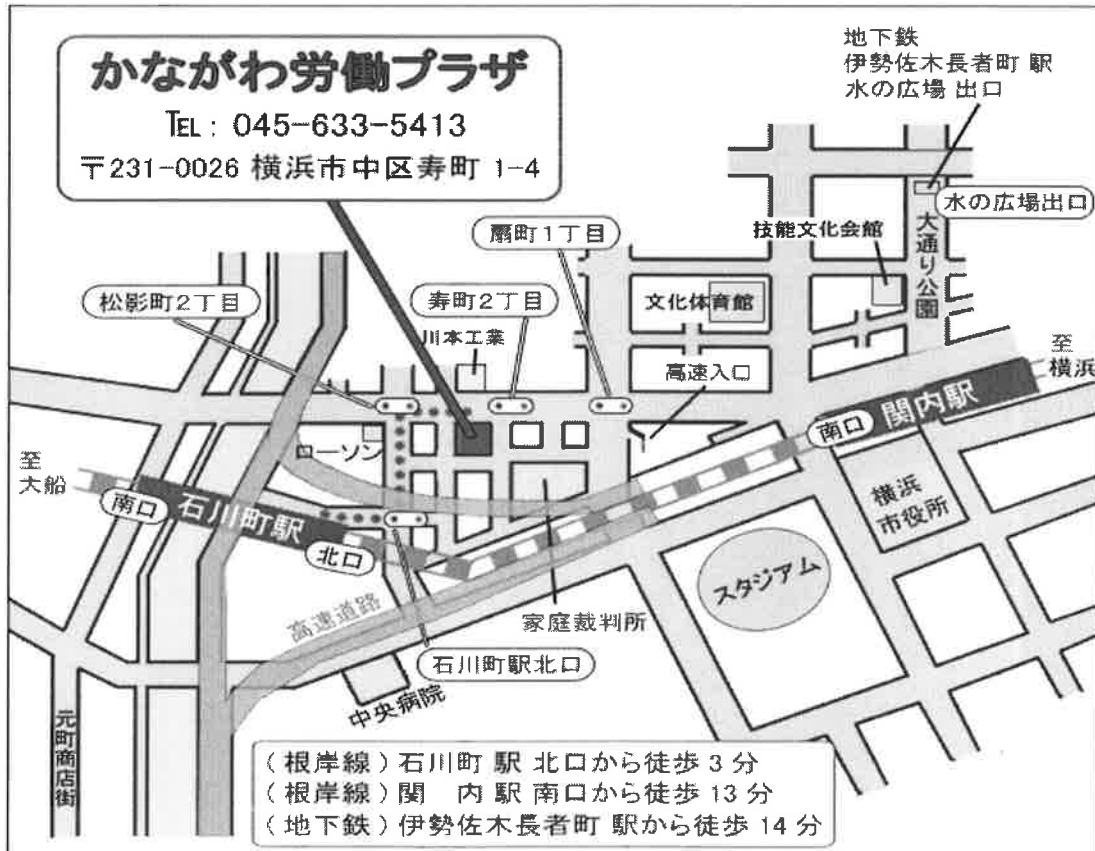 かながわ労働プラザ
TEL: 045-633-5413
〒231-0026 横浜市中区寿町 1-4
地下鉄
伊勢佐木長者町 駅
水の広場 出口
水の広場出口
技能文化会館
大通り公園
扇町1丁目
松影町2丁目
寿町2丁目
文化体育館
川本工業
高速入口
至
横浜
関内駅
南口
ローソン
至
大船
南口
石川町駅
北口
横浜
市役所
スタジアム
高速道路
家庭裁判所
石川町駅北口
中央病院
元町商店街
(根岸線)石川町 駅 北口から徒歩 3 分
(根岸線)関 内 駅 南口から徒歩 13 分
(地下鉄)伊勢佐木長者町 駅から徒歩 14 分